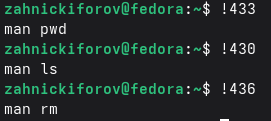 zahnickiforov@fedora:~$ !433
man pwd
zahnickiforov@fedora:~$ !430
man ls
zahnickiforov@fedora:~$ !436
man rm